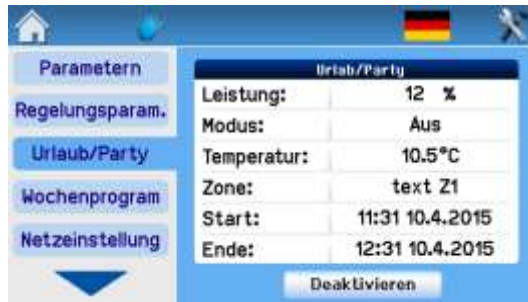 Parametern
Regelungsparam.
Urlaub/Party
Wochenprogram
Netzeinstellung
Urlab/Party
Leistung: 12 %
Modus: Aus
Temperatur: 10.5°C
Zone: text Z1
Start: 11:31 10.4.2015
Ende: 12:31 10.4.2015
Deaktivieren